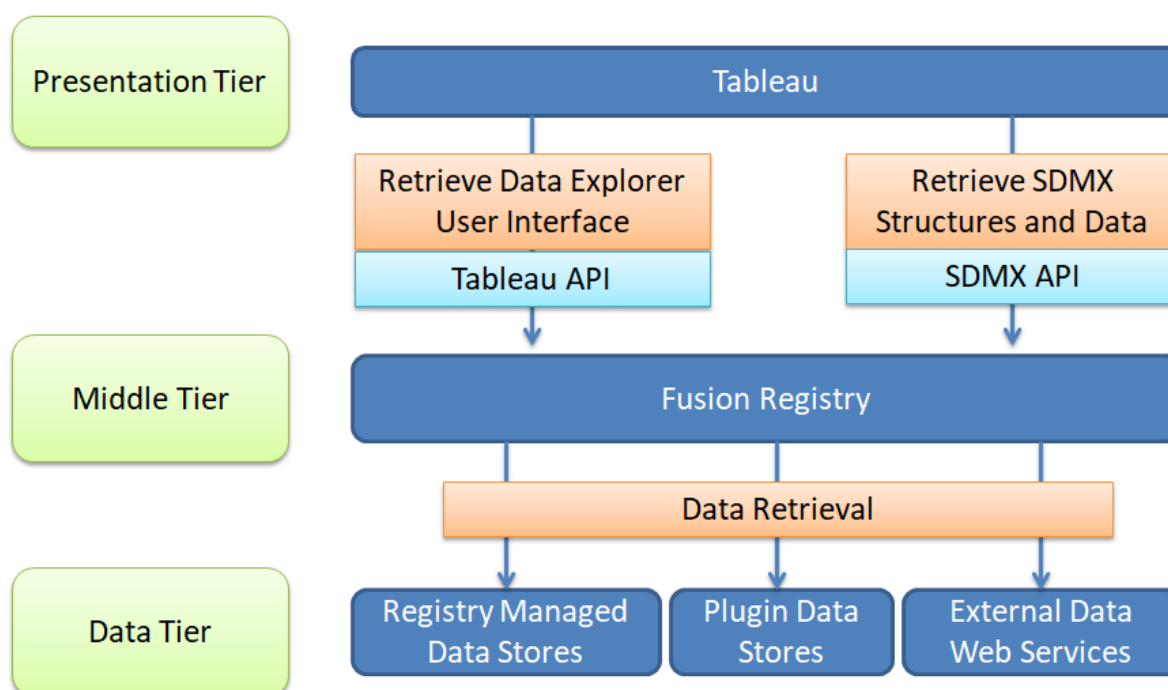 Presentation Tier
Tableau
Retrieve Data Explorer
User Interface
Retrieve SDMX
Structures and Data
Tableau API
SDMX API
Middle Tier
Fusion Registry
Data Retrieval
Data Tier
Registry Managed
Data Stores
Plugin Data
Stores
External Data
Web Services